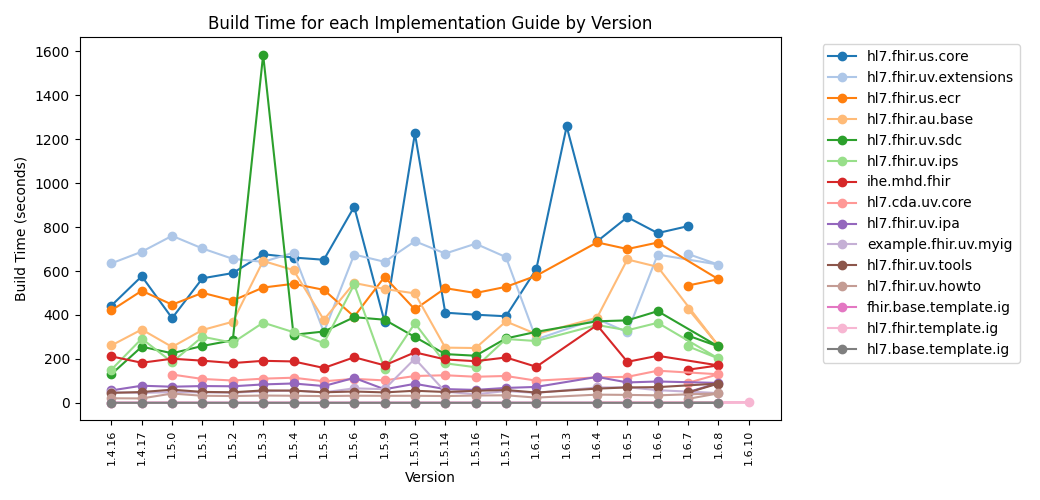 Build Time for each Implementation Guide by Version
Build Time (seconds)
1600
1400
1200
1000
800
600
400
200
0
1.4.16
1.4.17
1.5.0
1.5.1
1.5.2
1.5.3
1.5.4
1.5.5
1.5.6
1.5.9
1.5.10
1.5.14
1.5.16
1.5.17
1.6.1
1.6.3
1.6.4
1.6.5
1.6.6
1.6.7
1.6.8
1.6.10
Version
hl7.fhir.us.core
hl7.fhir.uv.extensions
hl7.fhir.us.ecr
hl7.fhir.au.base
hl7.fhir.uv.sdc
hl7.fhir.uv.ips
ihe.mhd.fhir
hl7.cda.uv.core
hl7.fhir.uv.ipa
example.fhir.uv.myig
hl7.fhir.uv.tools
hl7.fhir.uv.howto
fhir.base.template.ig
hl7.fhir.template.ig
hl7.base.template.ig